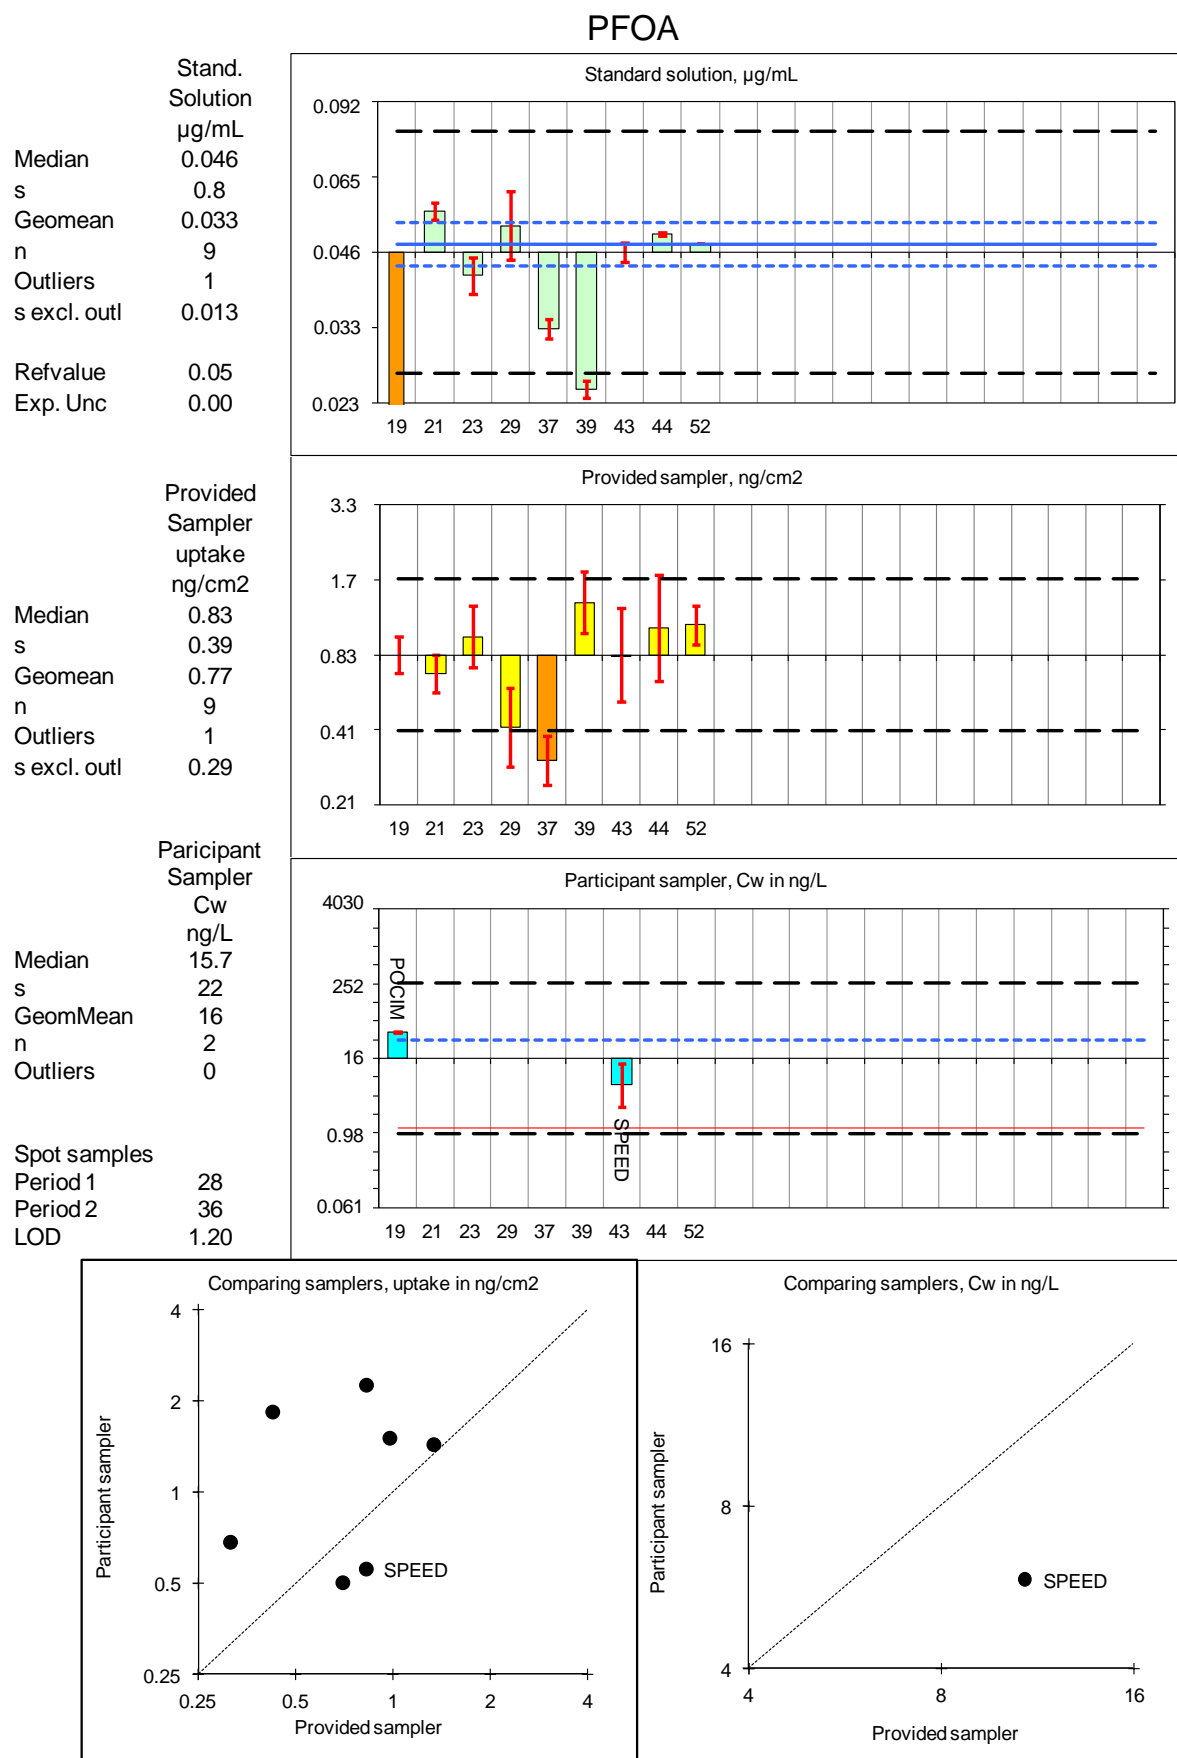 PFOA
Stand.
Solution
µg/mL
Median 0.046
s 0.8
Geomean 0.033
n 9
Outliers 1
s excl. outl 0.013
Refvalue 0.05
Exp. Unc 0.00
Standard solution, µg/mL
0.092
0.065
0.046
0.033
0.023
19 21 23 29 37 39 43 44 52
Provided
Sampler
uptake
ng/cm2
Median 0.83
s 0.39
Geomean 0.77
n 9
Outliers 1
s excl. outl 0.29
Provided sampler, ng/cm2
3.3
1.7
0.83
0.41
0.21
19 21 23 29 37 39 43 44 52
Paricipant
Sampler
Cw
ng/L
Median 15.7
s 22
GeomMean 16
n 2
Outliers 0
Spot samples
Period 1 28
Period 2 36
LOD 1.20
Participant sampler, Cw in ng/L
4030
252
16
0.98
0.061
POCIM
SPEED
19 21 23 29 37 39 43 44 52
Comparing samplers, uptake in ng/cm2
Participant sampler
4
2
1
0.5
0.25
SPEED
0.25 0.5 1 2 4
Provided sampler
Comparing samplers, Cw in ng/L
Participant sampler
16
8
4
SPEED
4 8 16
Provided sampler